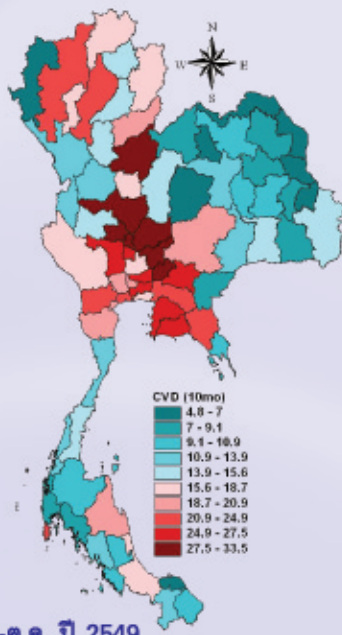 N
W E
S
CVD (10mo)
4.8 - 7
7 - 9.1
9.1 - 10.9
10.9 - 13.9
13.9 - 15.6
15.6 - 18.7
18.7 - 20.9
20.9 - 24.9
24.9 - 27.5
27.5 - 33.5
ปี 2549